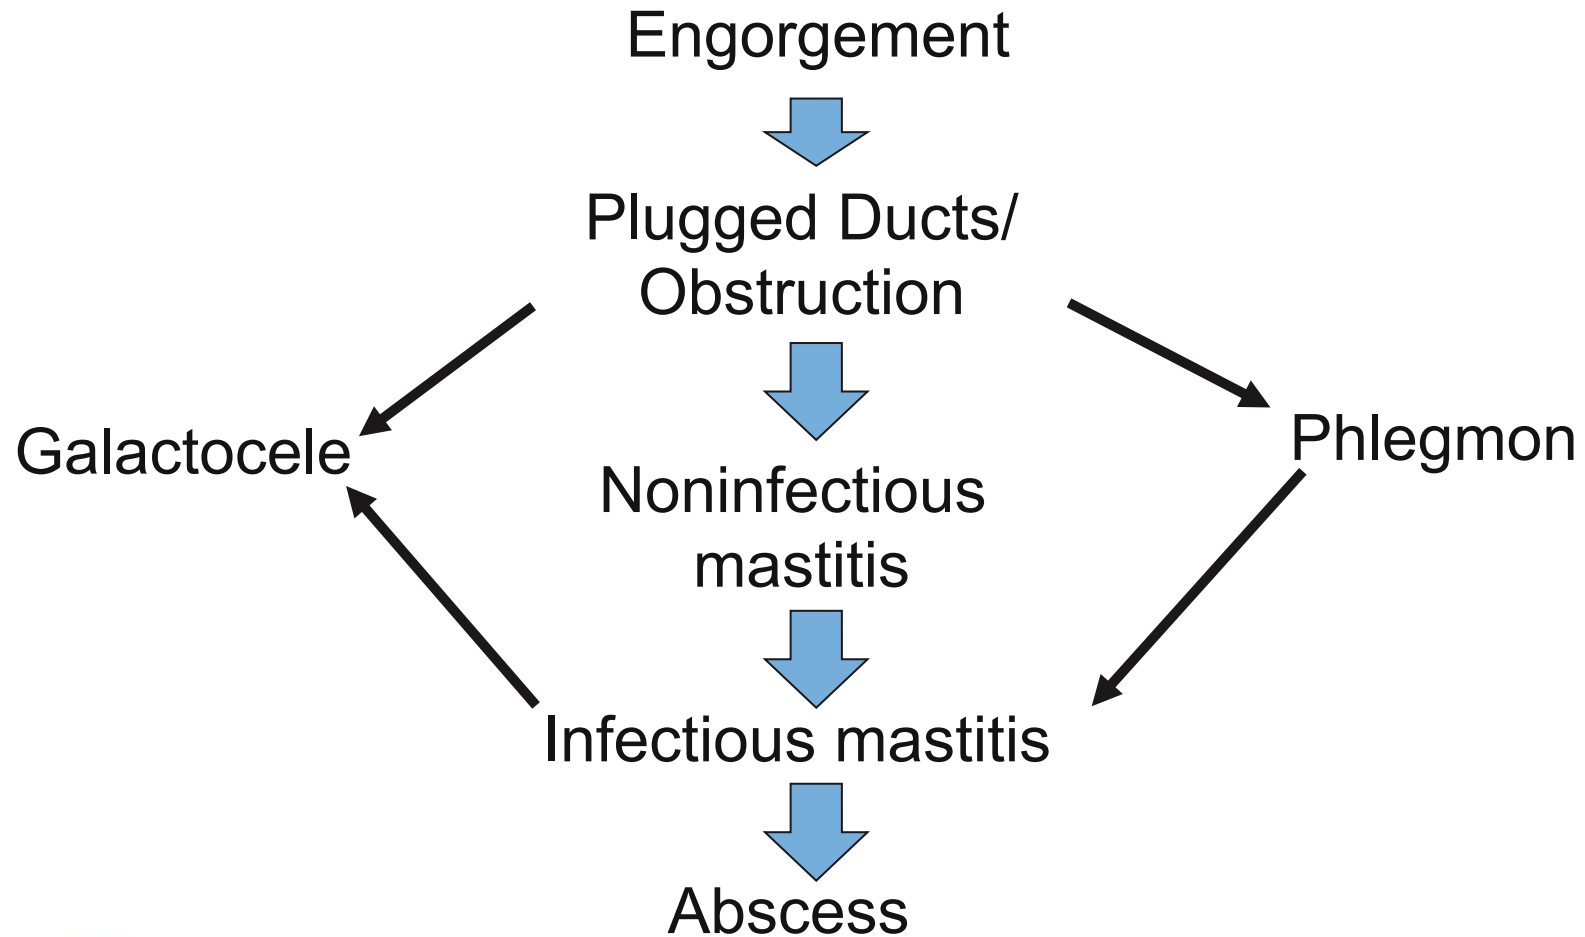 Engorgement
Plugged Ducts/
Obstruction
Galactocele
Phlegmon
Noninfectious
mastitis
Infectious mastitis
Abscess